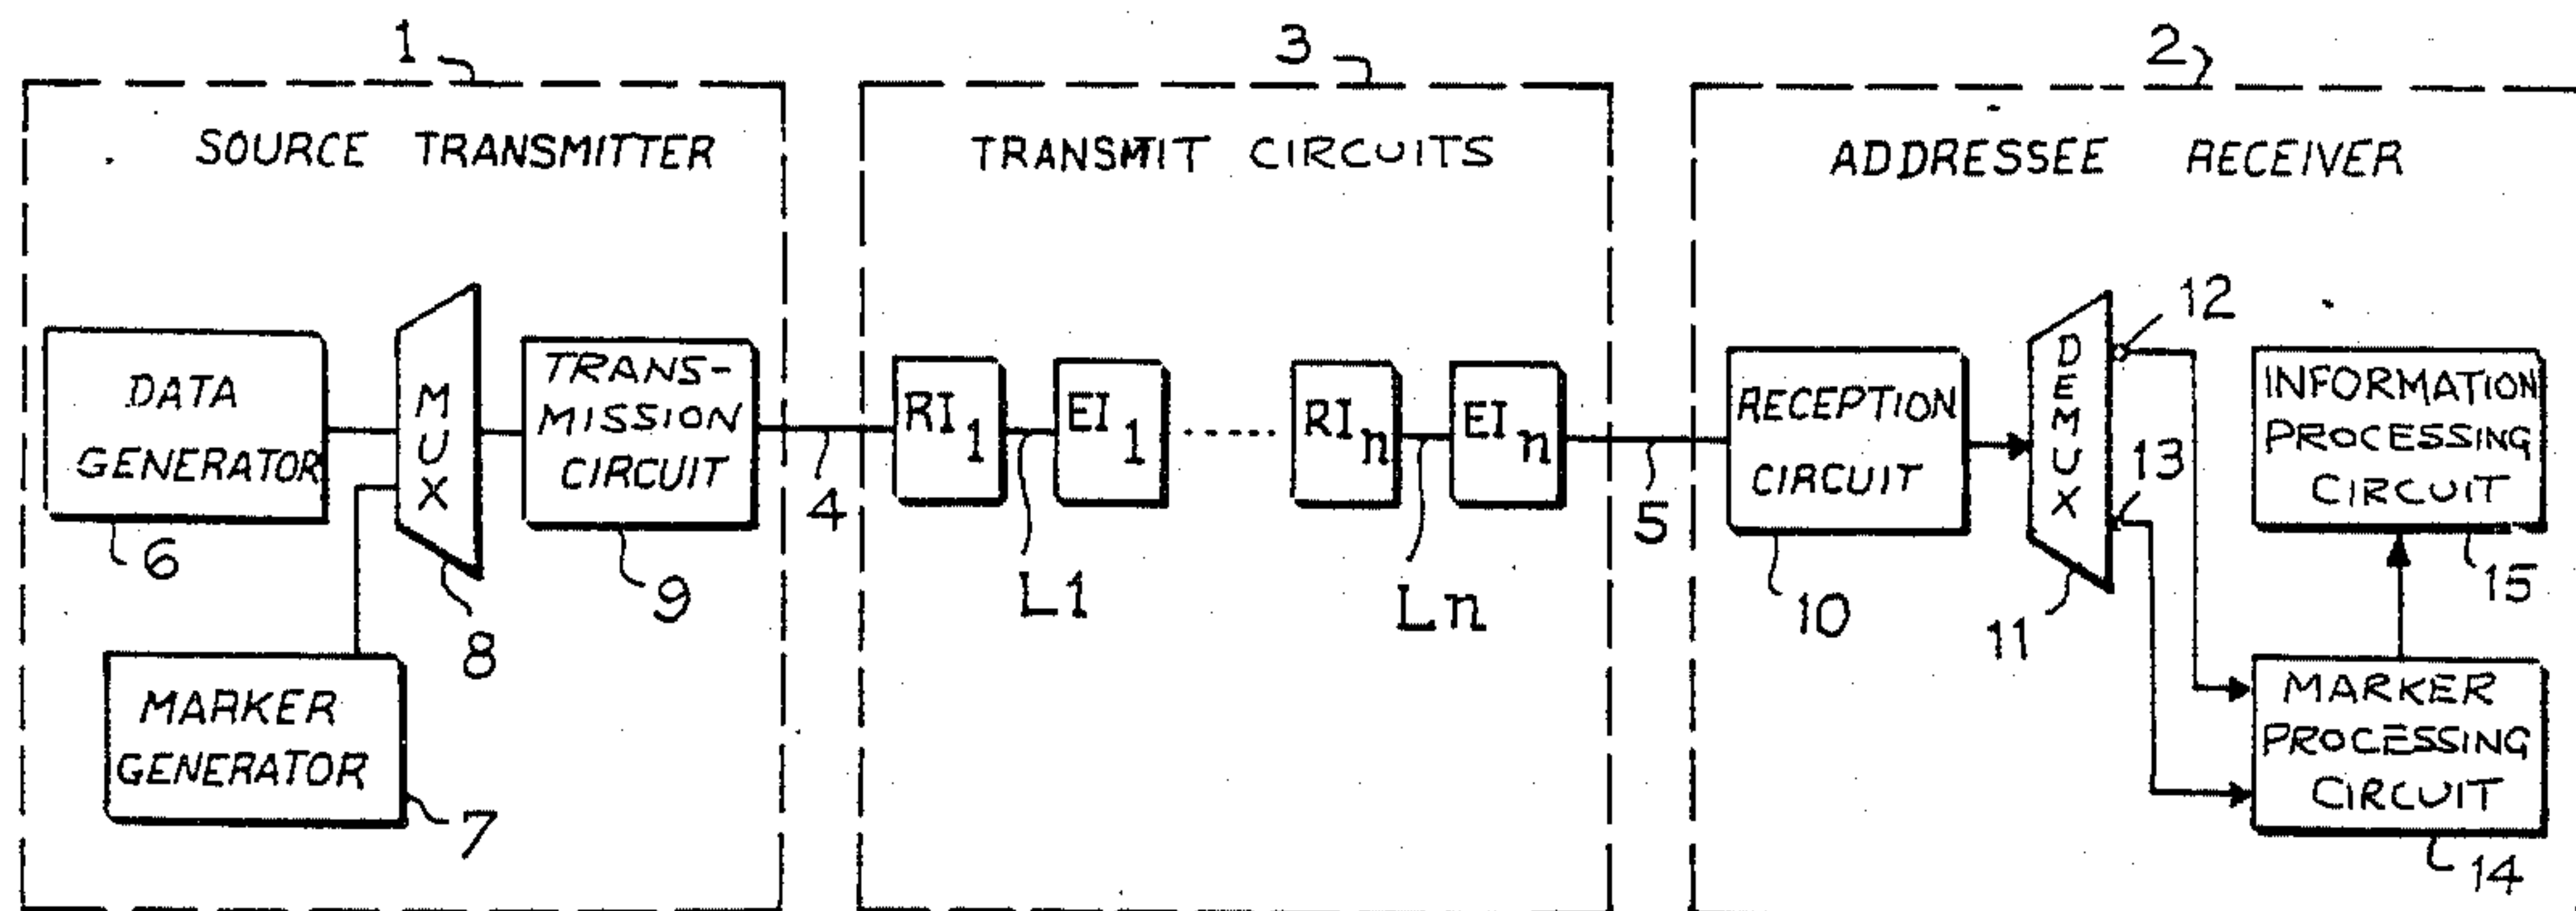 1
3
2
SOURCE TRANSMITTER
TRANSMIT CIRCUITS
ADDRESSEE RECEIVER
DATA
GENERATOR
6
MUX
8
TRANS-
MISSION
CIRCUIT
9
MARKER
GENERATOR
7
4
RI1
L1
EI1
RIn
Ln
EIn
5
RECEPTION
CIRCUIT
10
DEMUX
11
12
13
INFORMATION
PROCESSING
CIRCUIT
15
MARKER
PROCESSING
CIRCUIT
14